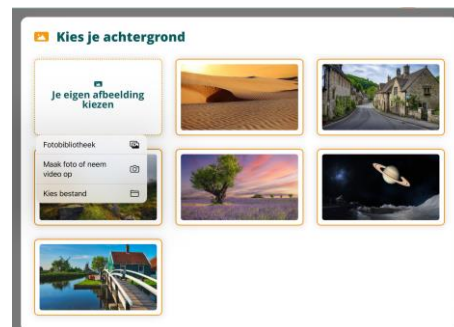 Kies je achtergrond
Je eigen afbeelding
kiezen
Fotobibliotheek
Maak foto of neem
video op
Kies bestand